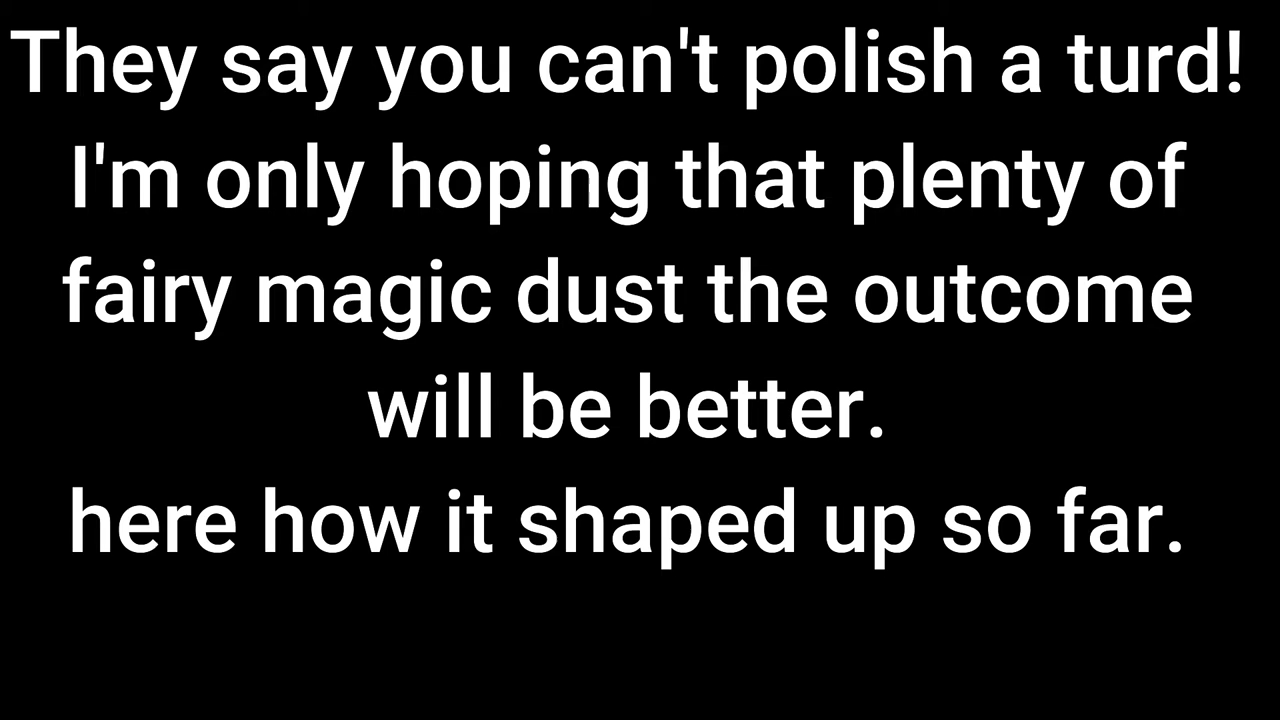 They say you can't polish a turd!
I'm only hoping that plenty of
fairy magic dust the outcome
will be better.
here how it shaped up so far.